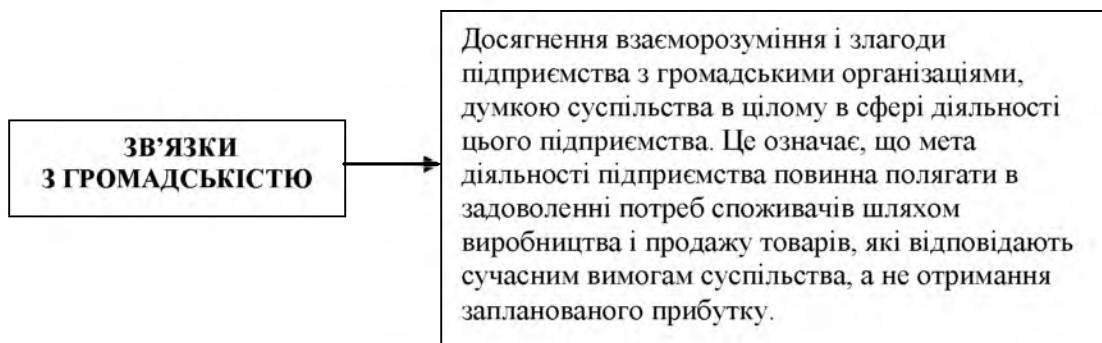 ЗВ’ЯЗКИ
З ГРОМАДСЬКІСТЮ
Досягнення взаєморозуміння і злагоди
підприємства з громадськими організаціями,
думкою суспільства в цілому в сфері діяльності
цього підприємства. Це означає, що мета
діяльності підприємства повинна полягати в
задоволенні потреб споживачів шляхом
виробництва і продажу товарів, які відповідають
сучасним вимогам суспільства, а не отримання
запланованого прибутку.